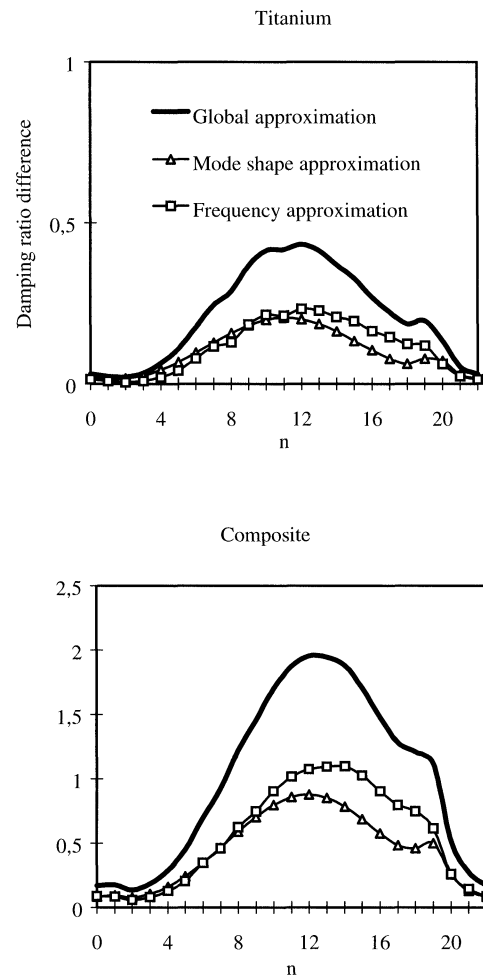 Titanium
1
Global approximation
Mode shape approximation
Frequency approximation
Damping ratio difference
0,5
0
0 4 8 12 16 20
n
Composite
2,5
2
1,5
1
0,5
0
0 4 8 12 16 20
n